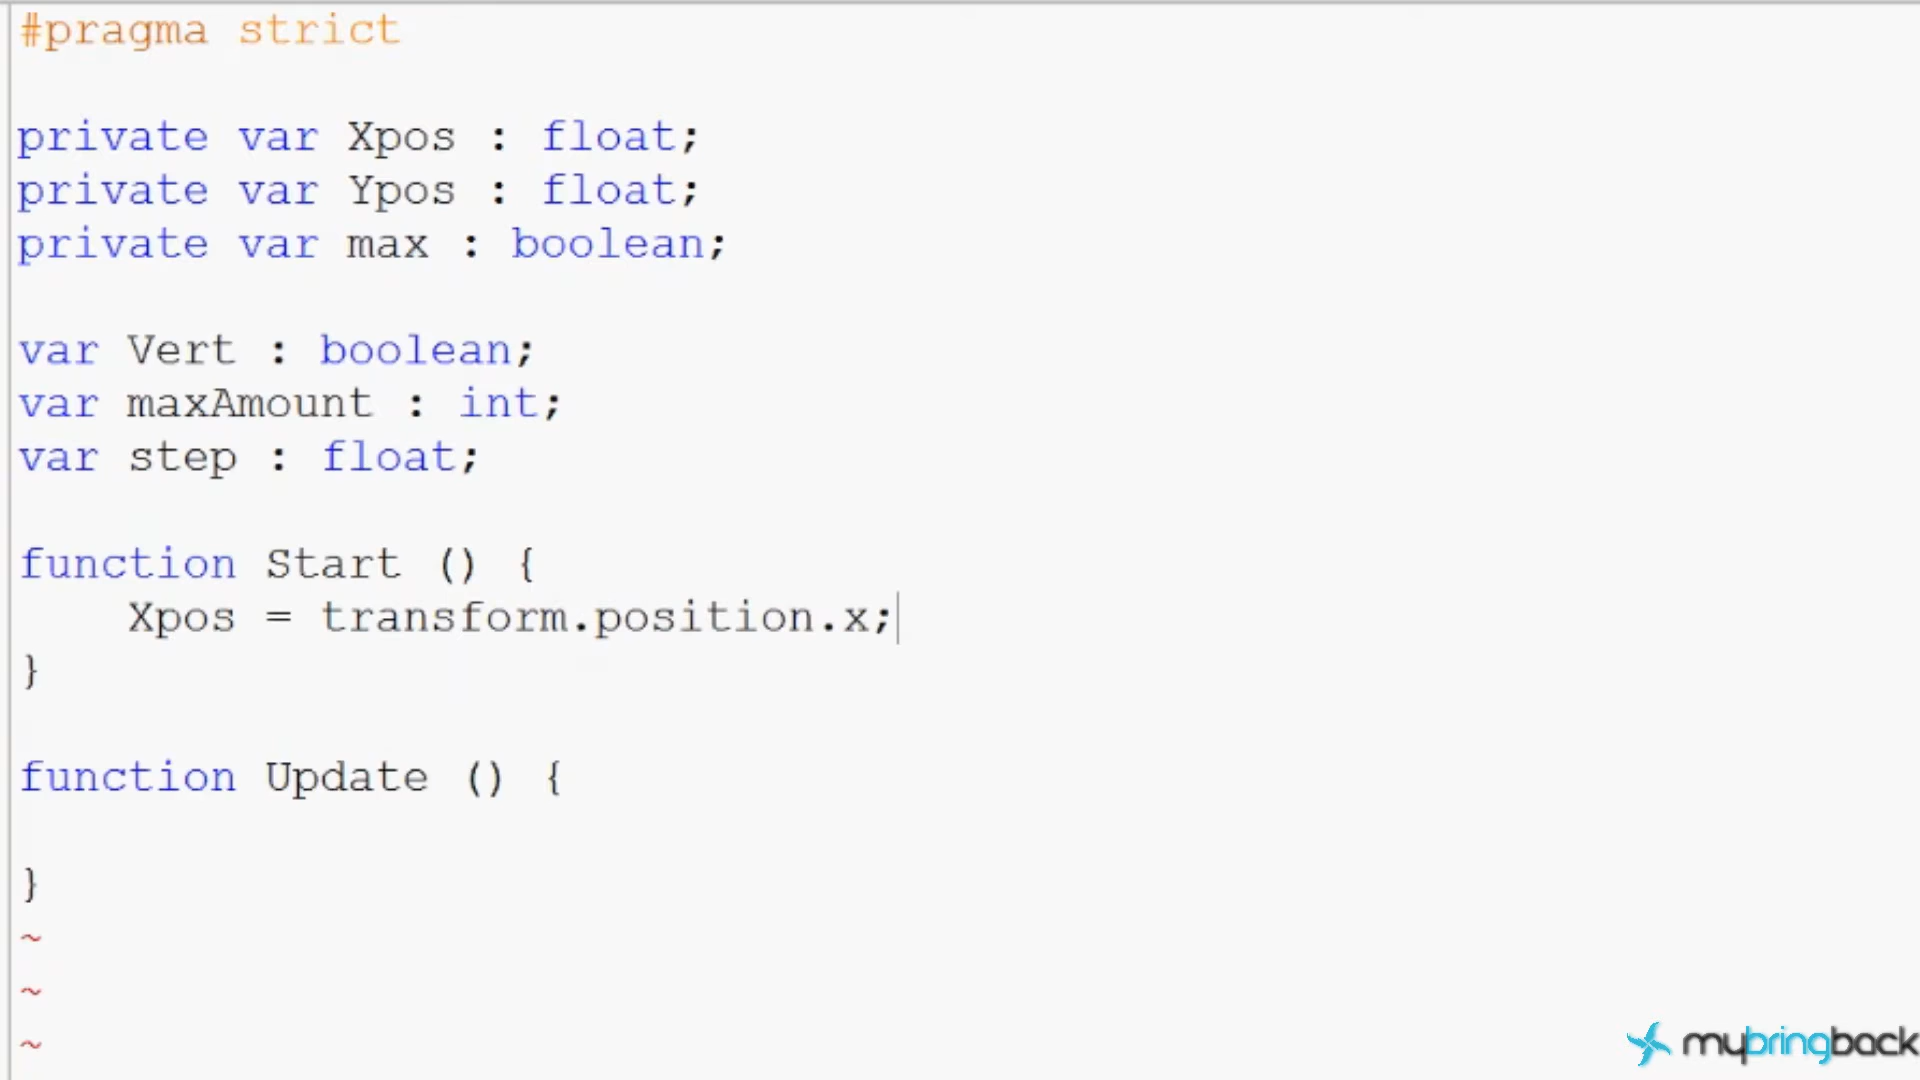 #pragma strict
private var Xpos : float;
private var Ypos : float;
private var max : boolean;
var Vert : boolean;
var maxAmount : int;
var step : float;
function Start () {
    Xpos = transform.position.x;
}
function Update () {
}
~
~
~
mybringback